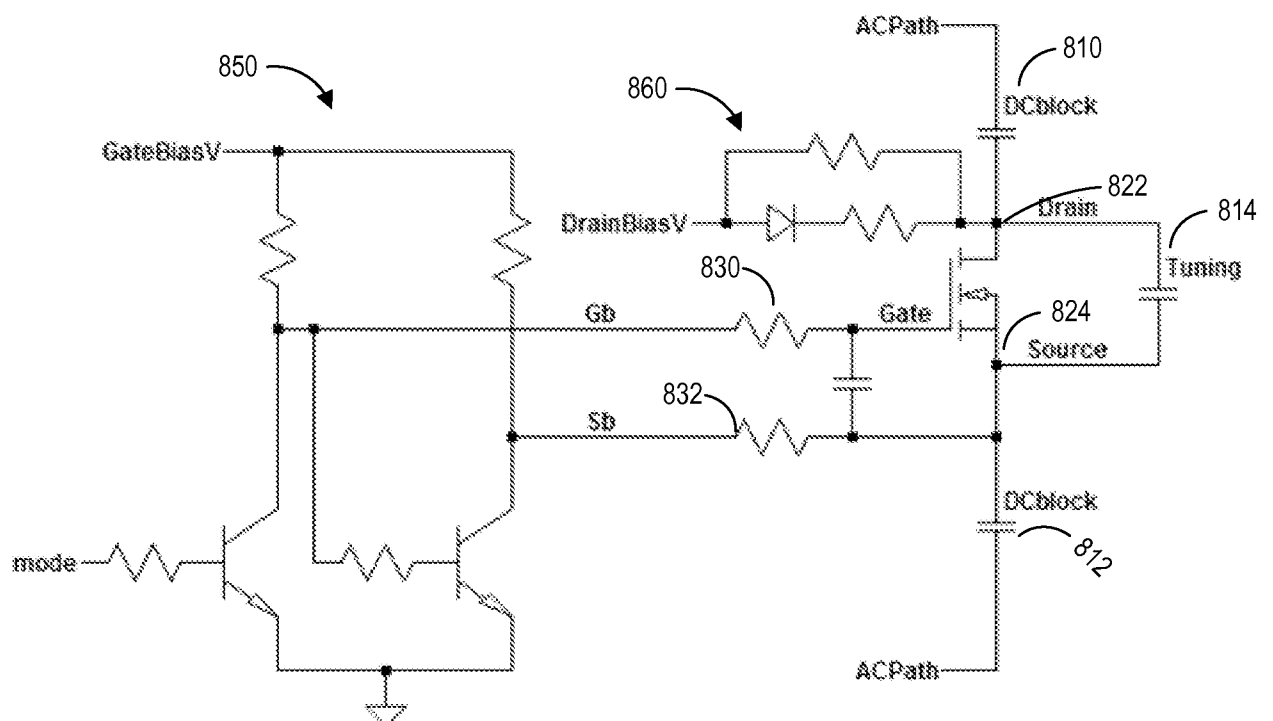 ACPath
810
850
860
DCblock
GateBiasV
822
Drain
814
DrainBiasV
830
Tuning
Gb
Gate
824
Source
832
Sb
DCblock
mode
812
ACPath